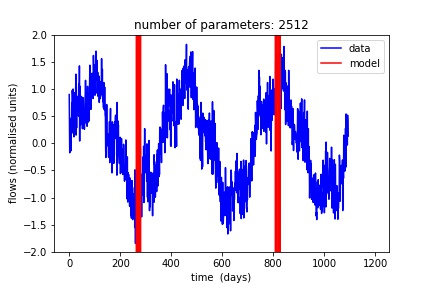 number of parameters: 2512
2.0
1.5
1.0
0.5
0.0
−0.5
−1.0
−1.5
−2.0
flows (normalised units)
data
model
0 200 400 600 800 1000 1200
time (days)